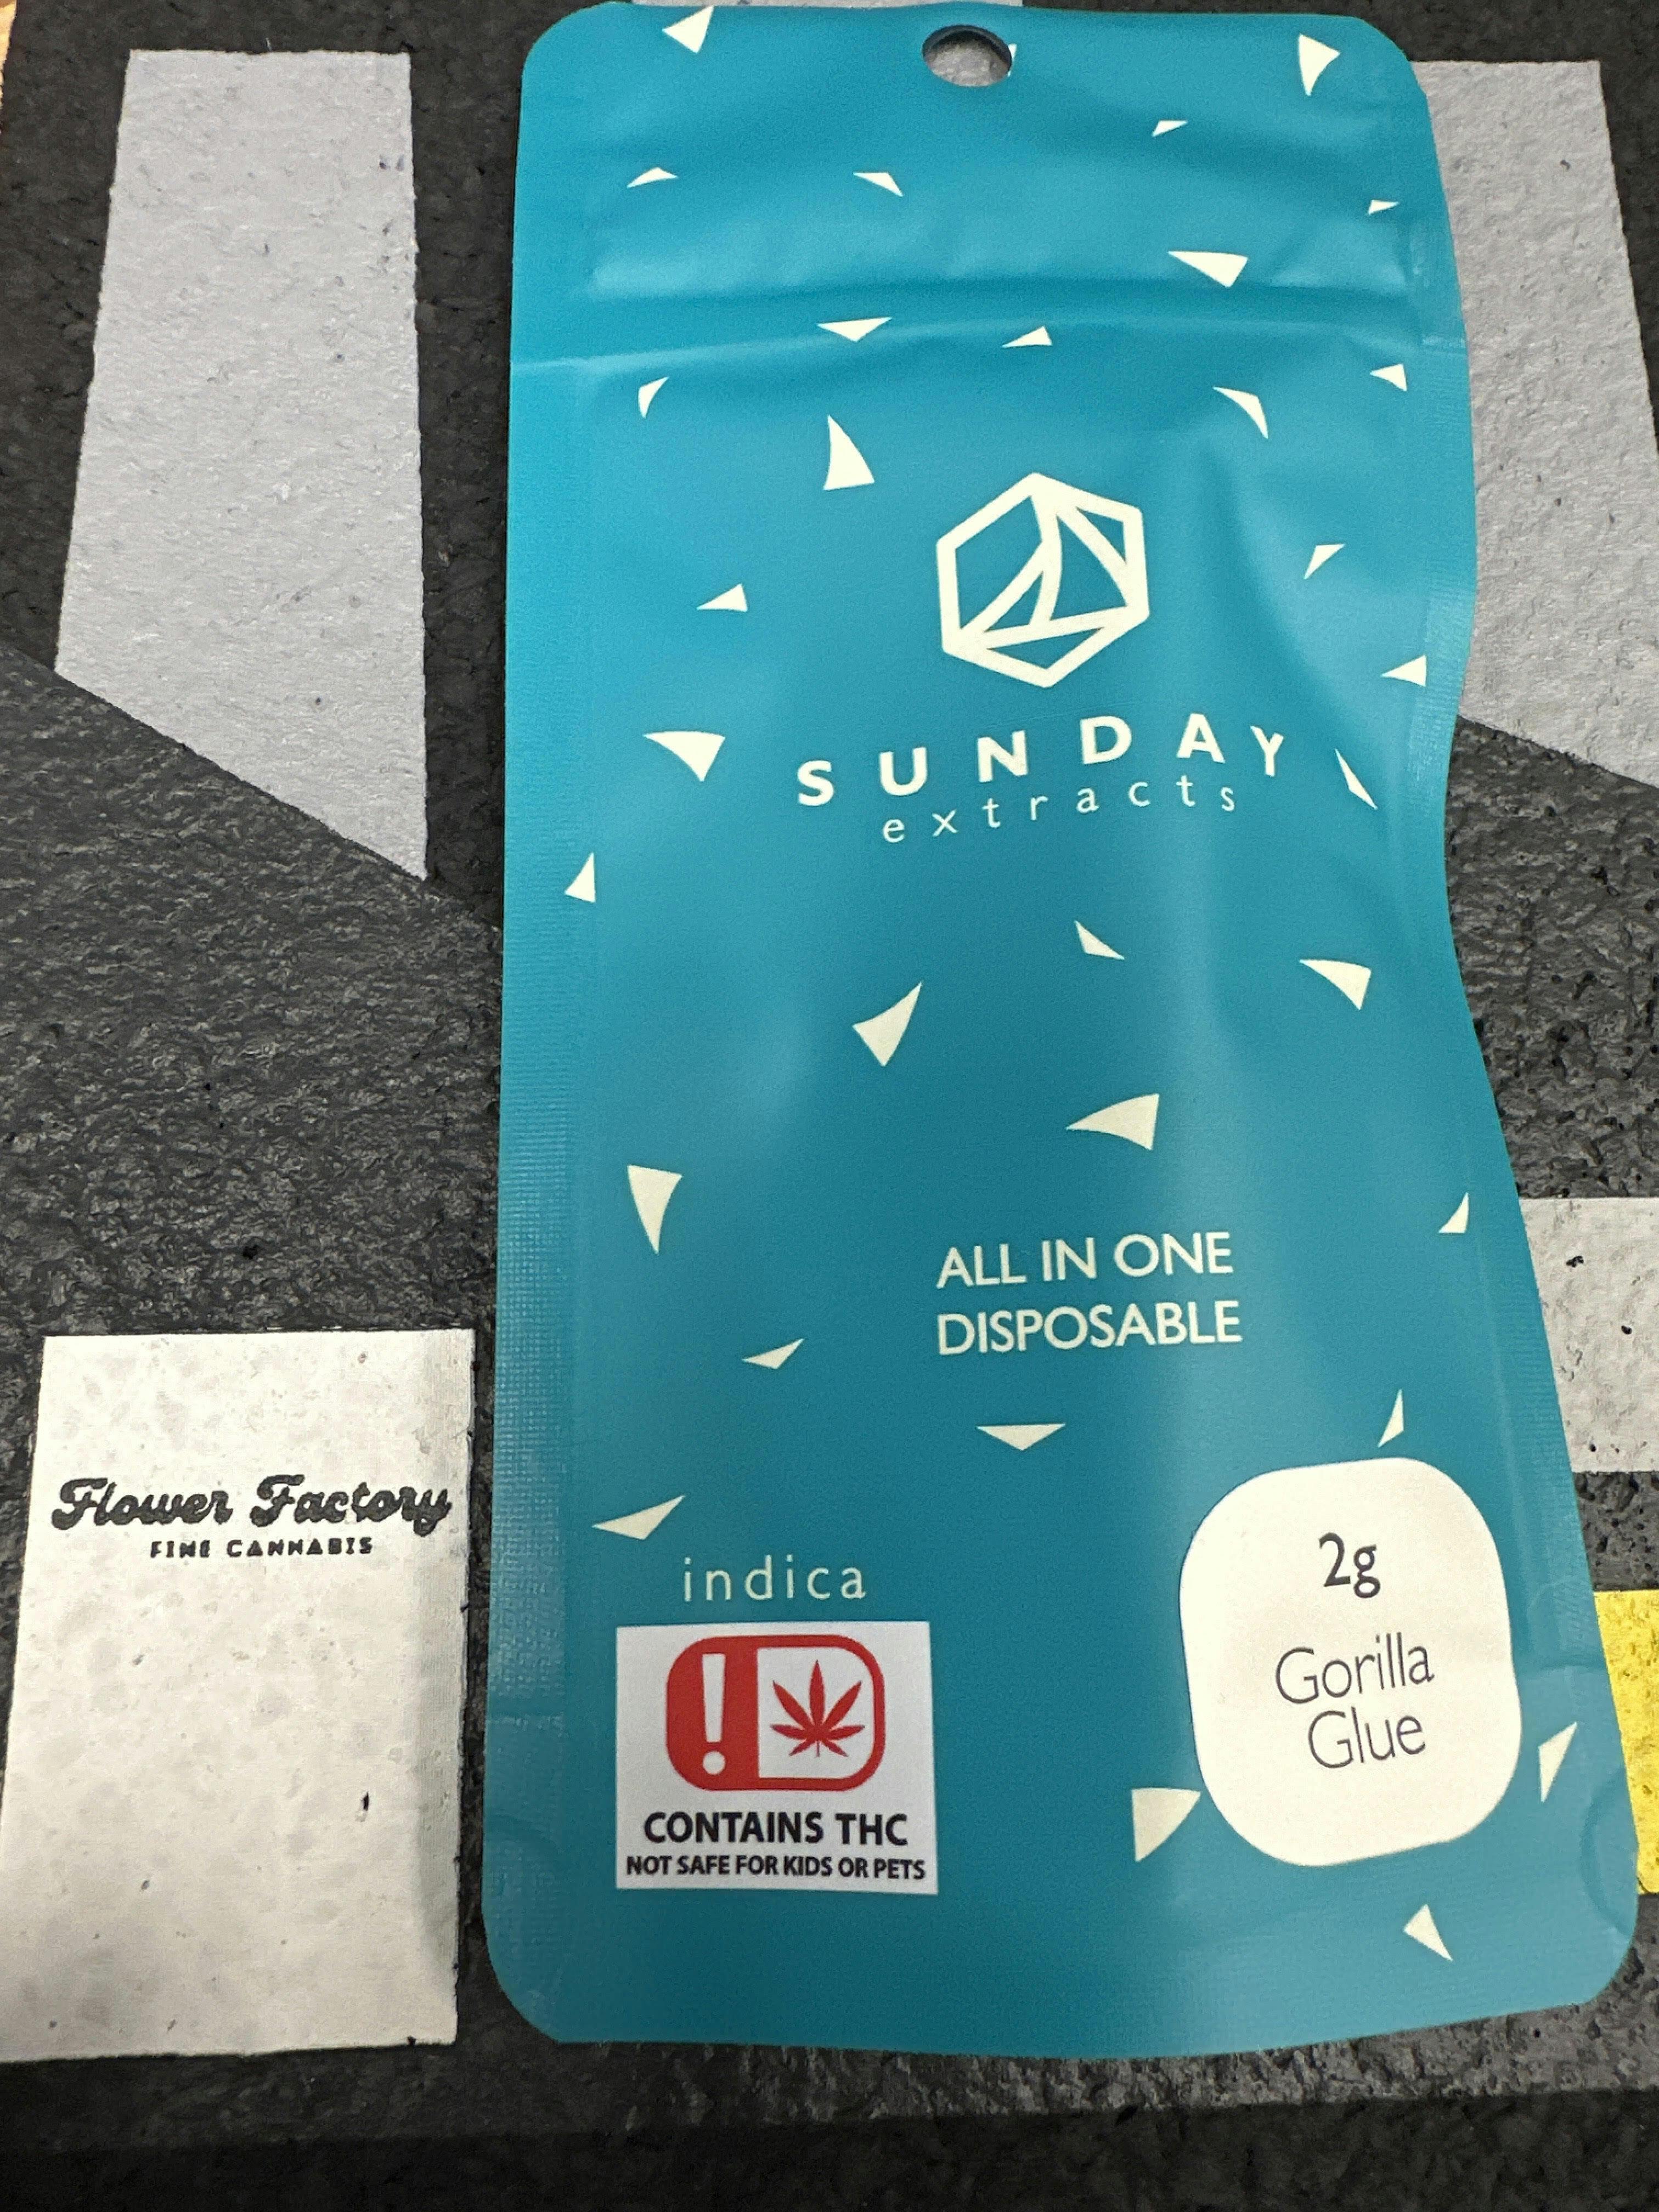 SUNDAY
extracts
ALL IN ONE
DISPOSABLE
indica
CONTAINS THC
NOT SAFE FOR KIDS OR PETS
2g
Gorilla
Glue
Flower Factory
FINE CANNABIS